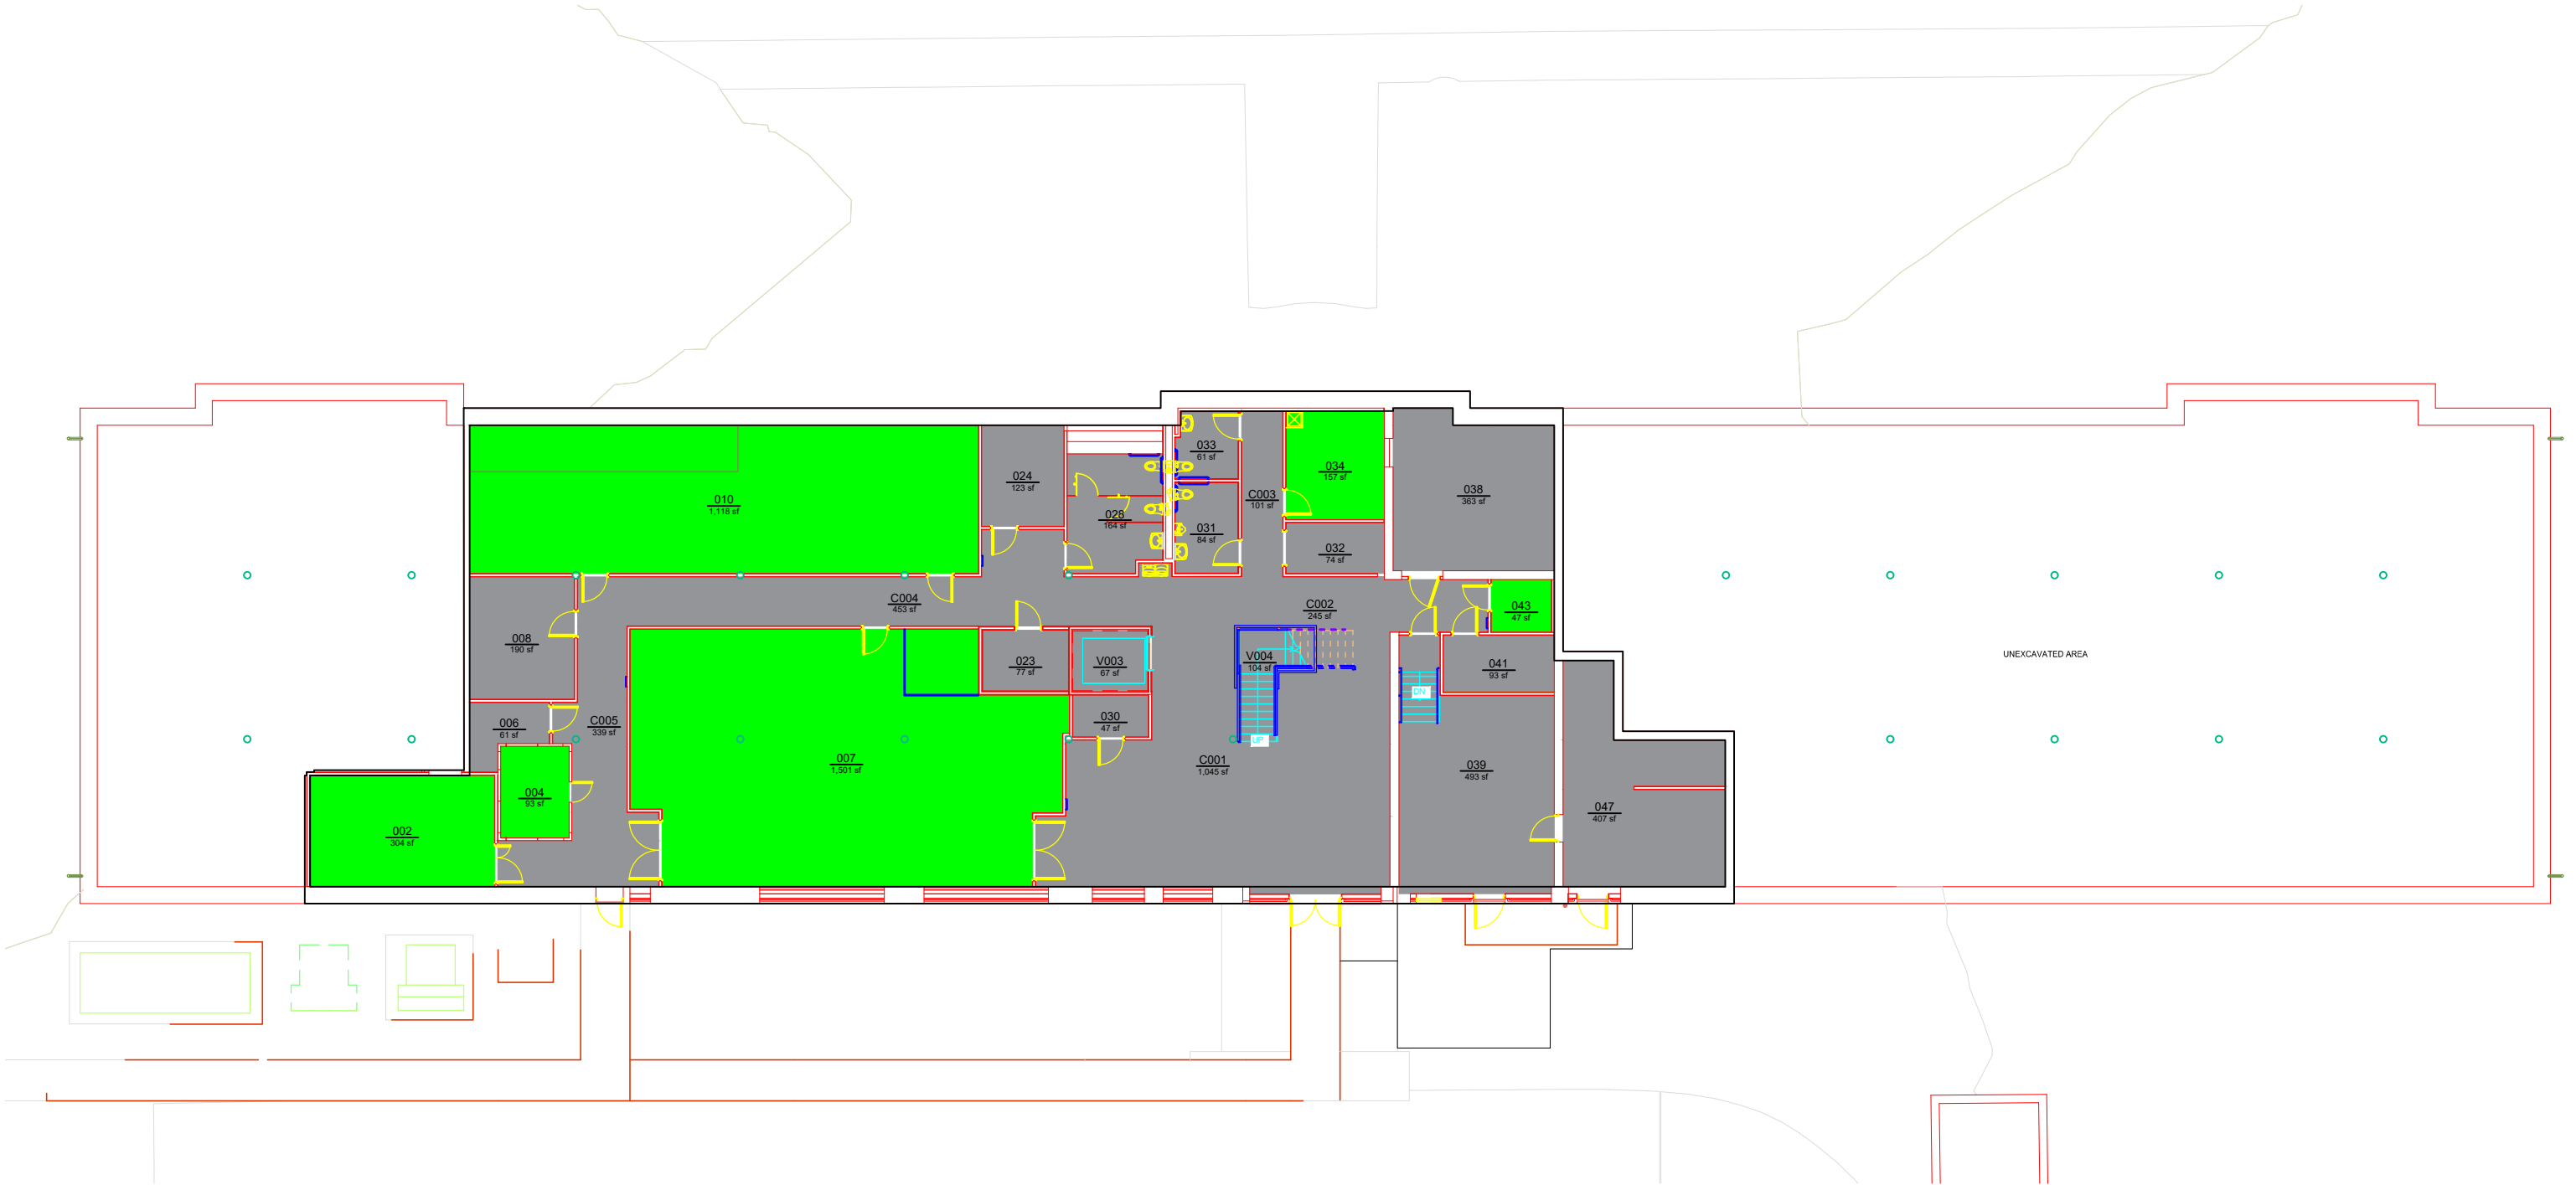 033
61 sf
034
157 sf
024
123 sf
038
363 sf
010
1,118 sf
C003
101 sf
028
164 sf
031
84 sf
032
74 sf
C004
453 sf
C002
245 sf
043
47 sf
008
190 sf
023
77 sf
V003
67 sf
V004
104 sf
041
93 sf
UNEXCAVATED AREA
DN
006
61 sf
C005
339 sf
030
47 sf
UP
007
1,501 sf
C001
1,045 sf
039
493 sf
004
93 sf
047
407 sf
002
304 sf